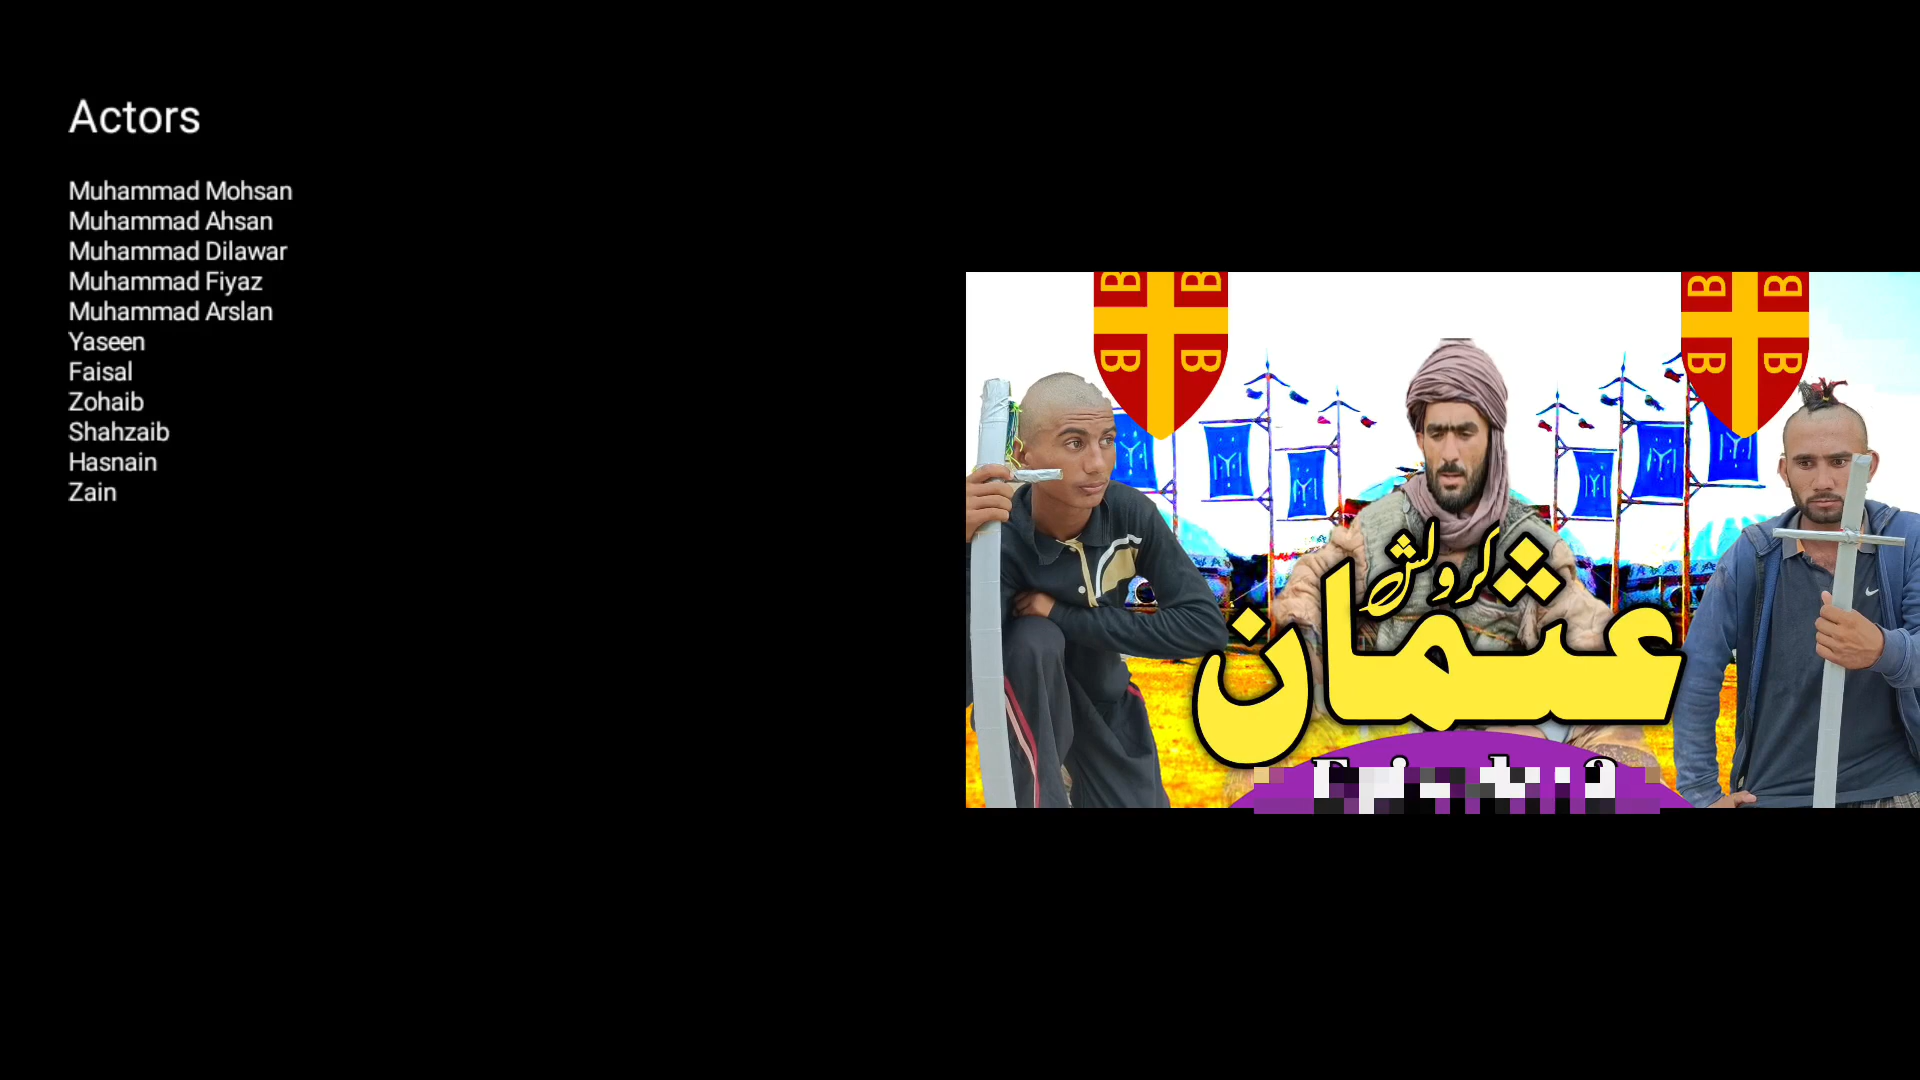 Actors
Muhammad Mohsan
Muhammad Ahsan
Muhammad Dilawar
Muhammad Fiyaz
Muhammad Arslan
Yaseen
Faisal
Zohaib
Shahzaib
Hasnain
Zain
B B
B B
B B
B B
کرولش
عثمان